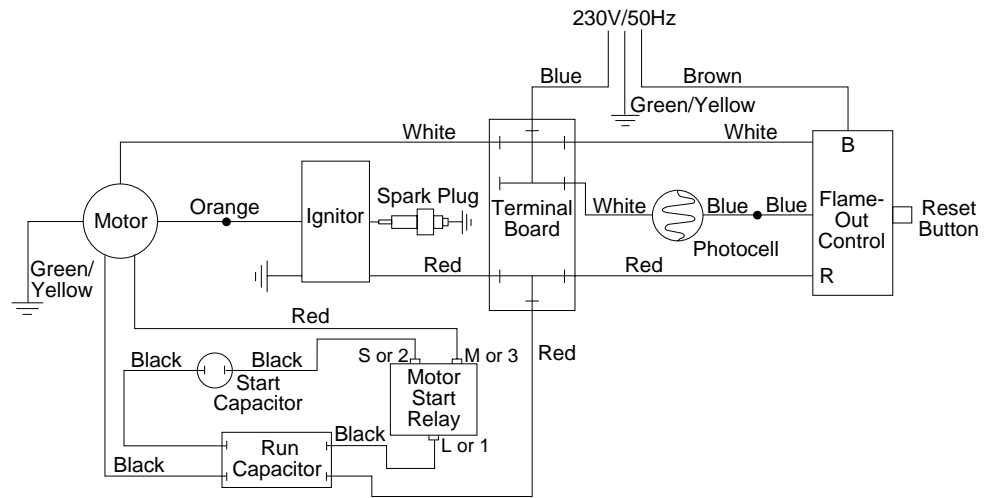 230V/50Hz
Blue
Brown
Green/Yellow
White
White
B
Motor
Orange
Ignitor
Spark Plug
Terminal
Board
White
Photocell
Blue
Blue
Flame-
Out
Control
Reset
Button
Green/
Yellow
Red
Red
R
Red
Red
Black
Black
Start
Capacitor
S or 2
M or 3
Motor
Start
Relay
L or 1
Black
Run
Capacitor
Black